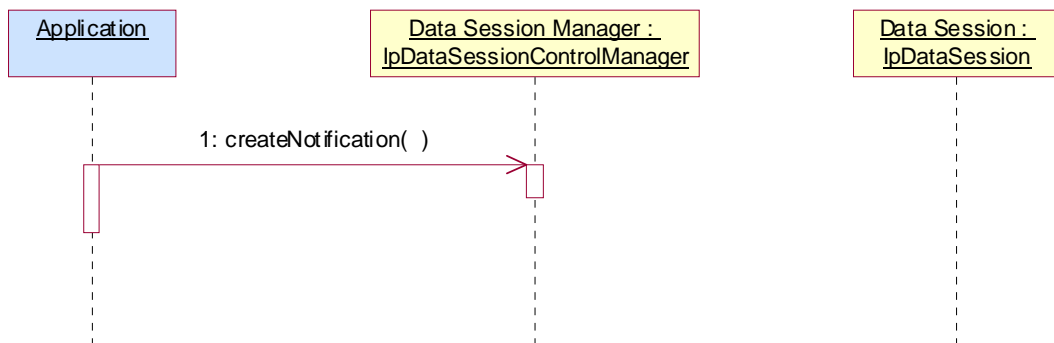 Application
Data Session Manager :
IpDataSessionControlManager
Data Session :
IpDataSession
1: createNotification( )